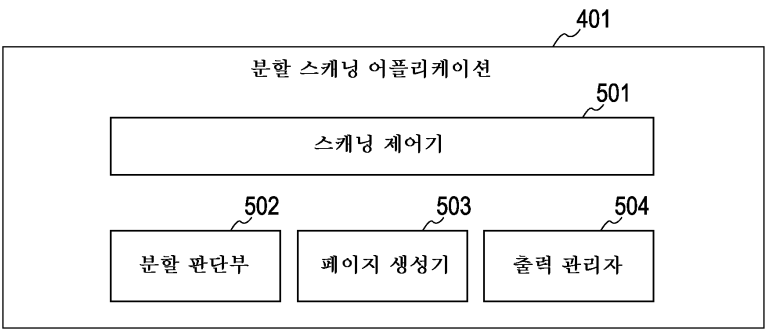 401
분할 스캐닝 어플리케이션
501
스캐닝 제어기
502
503
504
분할 판단부
페이지 생성기
출력 관리자